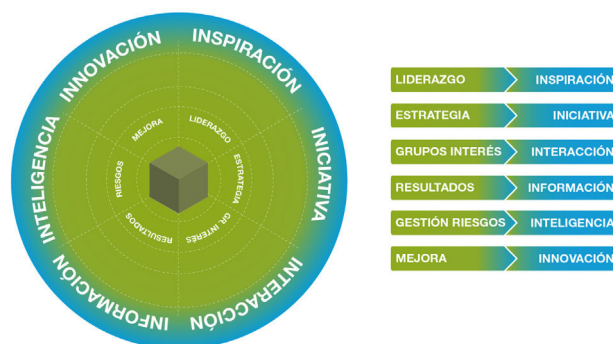 INNOVACIÓN
INSPIRACIÓN
INICIATIVA
INTERACCIÓN
INFORMACIÓN
INTELIGENCIA
MEJORA
LIDERAZGO
ESTRATEGIA
GR. INTERÉS
RESULTADOS
RIESGOS
LIDERAZGO INSPIRACIÓN
ESTRATEGIA INICIATIVA
GRUPOS INTERÉS INTERACCIÓN
RESULTADOS INFORMACIÓN
GESTIÓN RIESGOS INTELIGENCIA
MEJORA INNOVACIÓN